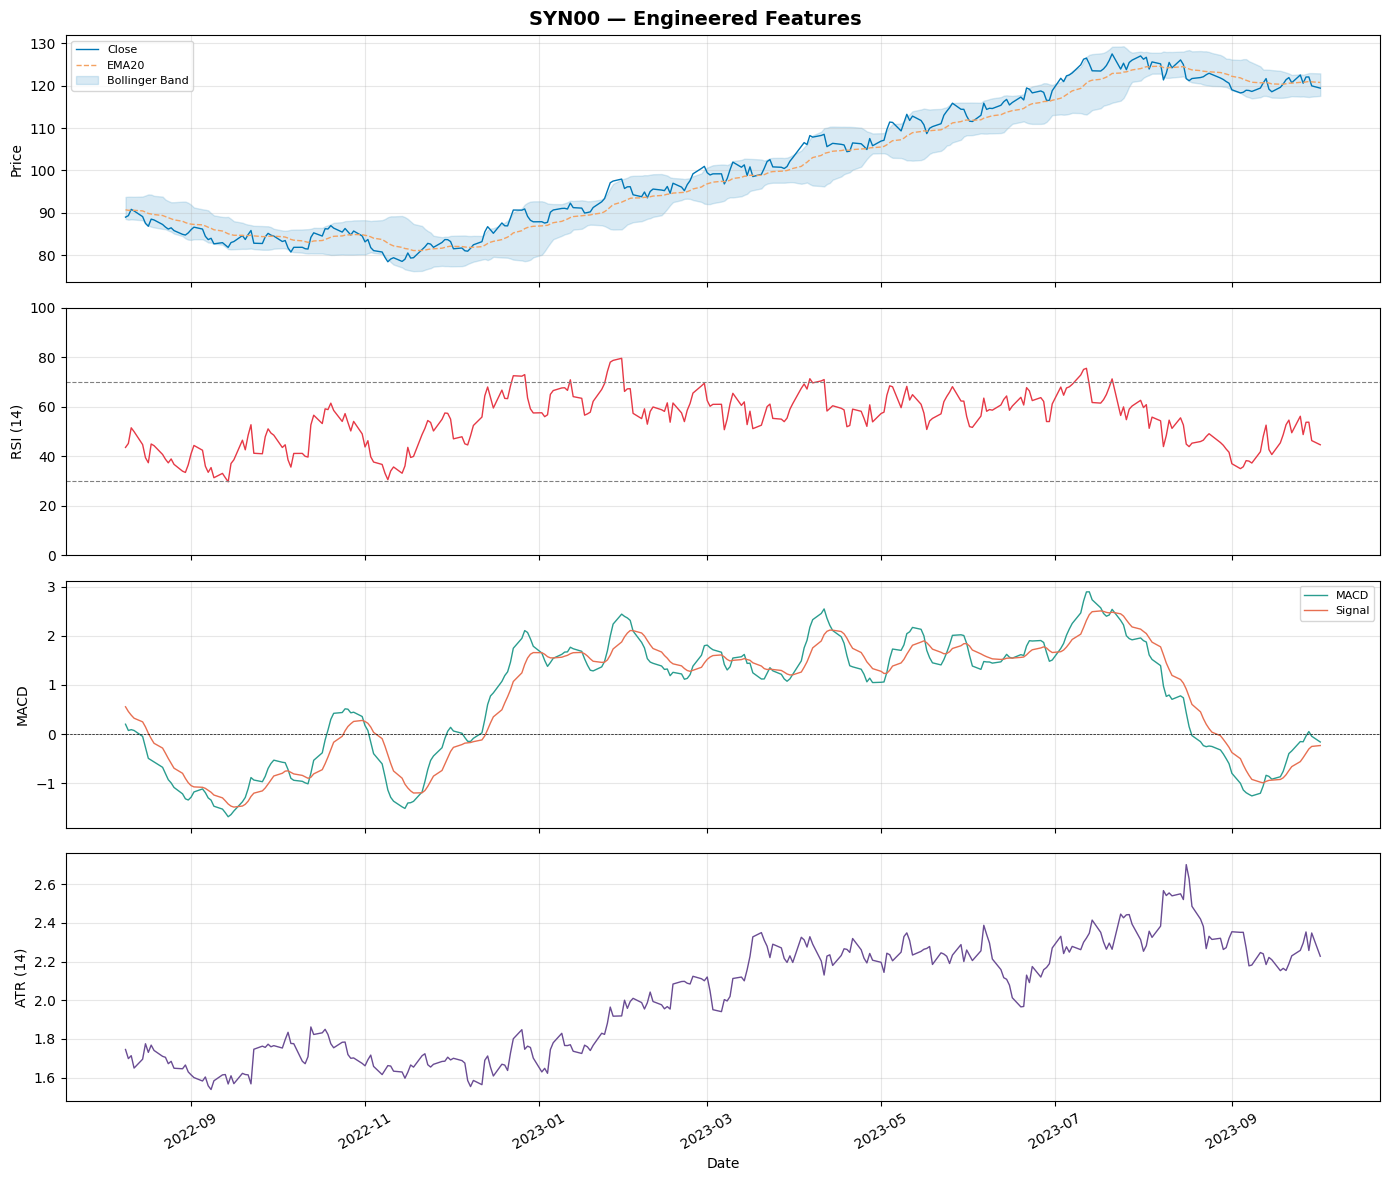 SYN00 — Engineered Features
Close
EMA20
Bollinger Band
130
120
110
100
90
80
Price
100
80
60
40
20
0
RSI (14)
MACD
Signal
3
2
1
0
−1
MACD
2.6
2.4
2.2
2.0
1.8
1.6
ATR (14)
2022-09
2022-11
2023-01
2023-03
2023-05
2023-07
2023-09
Date